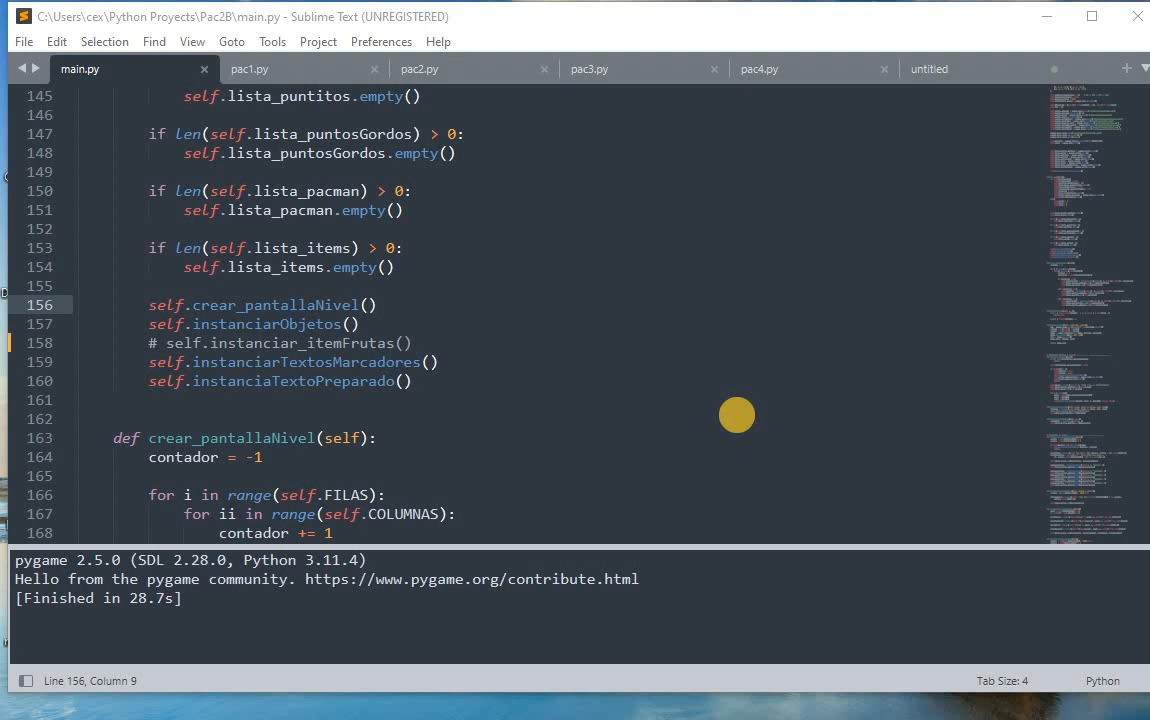 C:\Users\cex\Python Proyects\Pac2B\main.py - Sublime Text (UNREGISTERED)
File Edit Selection Find View Goto Tools Project Preferences Help
main.py pac1.py pac2.py pac3.py pac4.py untitled
145 self.lista_puntitos.empty()
146
147 if len(self.lista_puntosGordos) > 0:
148 self.lista_puntosGordos.empty()
149
150 if len(self.lista_pacman) > 0:
151 self.lista_pacman.empty()
152
153 if len(self.lista_items) > 0:
154 self.lista_items.empty()
155
156 self.crear_pantallaNivel()
157 self.instanciarObjetos()
158 # self.instanciar_itemFrutas()
159 self.instanciarTextosMarcadores()
160 self.instanciaTextoPreparado()
161
162
163 def crear_pantallaNivel(self):
164 contador = -1
165
166 for i in range(self.FILAS):
167 for ii in range(self.COLUMNAS):
168 contador += 1
pygame 2.5.0 (SDL 2.28.0, Python 3.11.4)
Hello from the pygame community. https://www.pygame.org/contribute.html
[Finished in 28.7s]
Line 156, Column 9 Tab Size: 4 Python